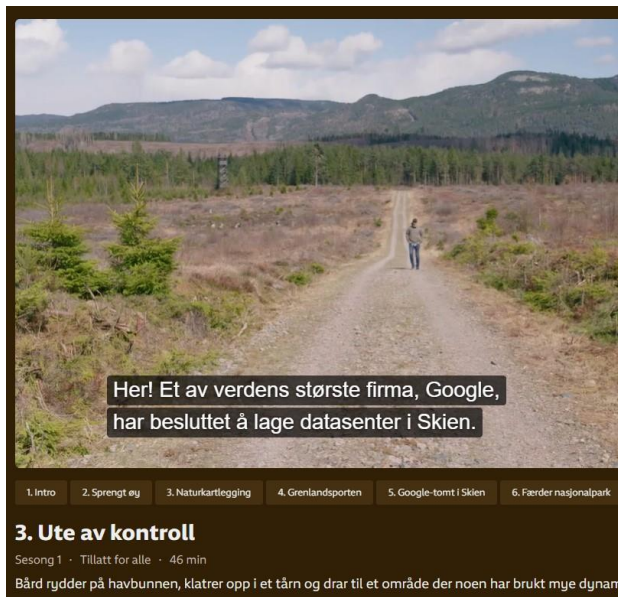 Her! Et av verdens største firma, Google,
har besluttet å lage datasenter i Skien.
1. Intro
2. Sprengt øy
3. Naturkartlegging
4. Grenlandsporten
5. Google-tomt i Skien
6. Færder nasjonalpark
3. Ute av kontroll
Sesong 1 · Tillatt for alle · 46 min
Bård rydder på havbunnen, klatrer opp i et tårn og drar til et område der noen har brukt mye dynam